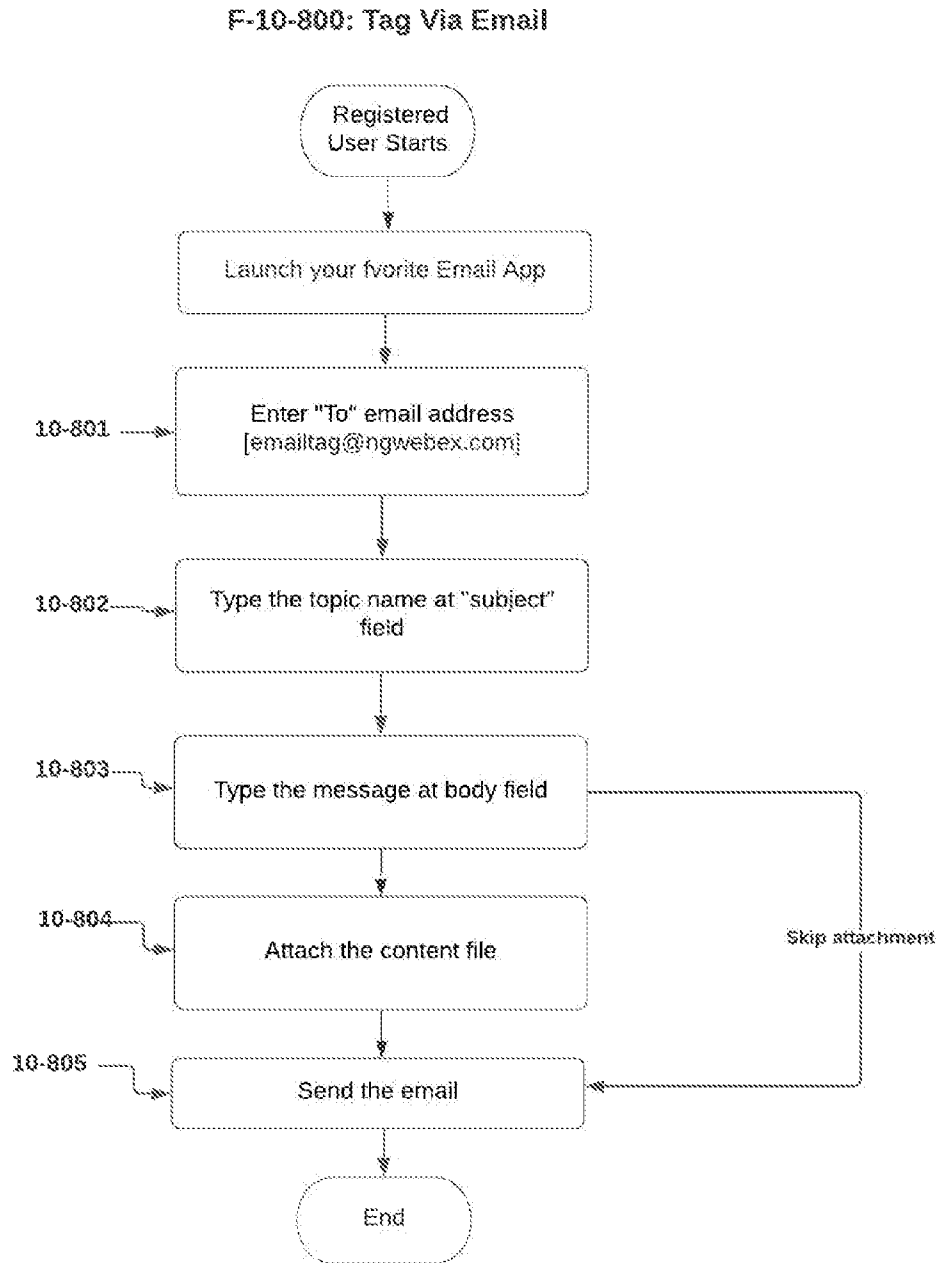 F-10-800: Tag Via Email
Registered
User Starts
Launch your fvorite Email App
10-801
Enter "To" email address
[emailtag@ngwebex.com]
10-802
Type the topic name at "subject"
field
10-803
Type the message at body field
10-804
Attach the content file
Skip attachment
10-805
Send the email
End